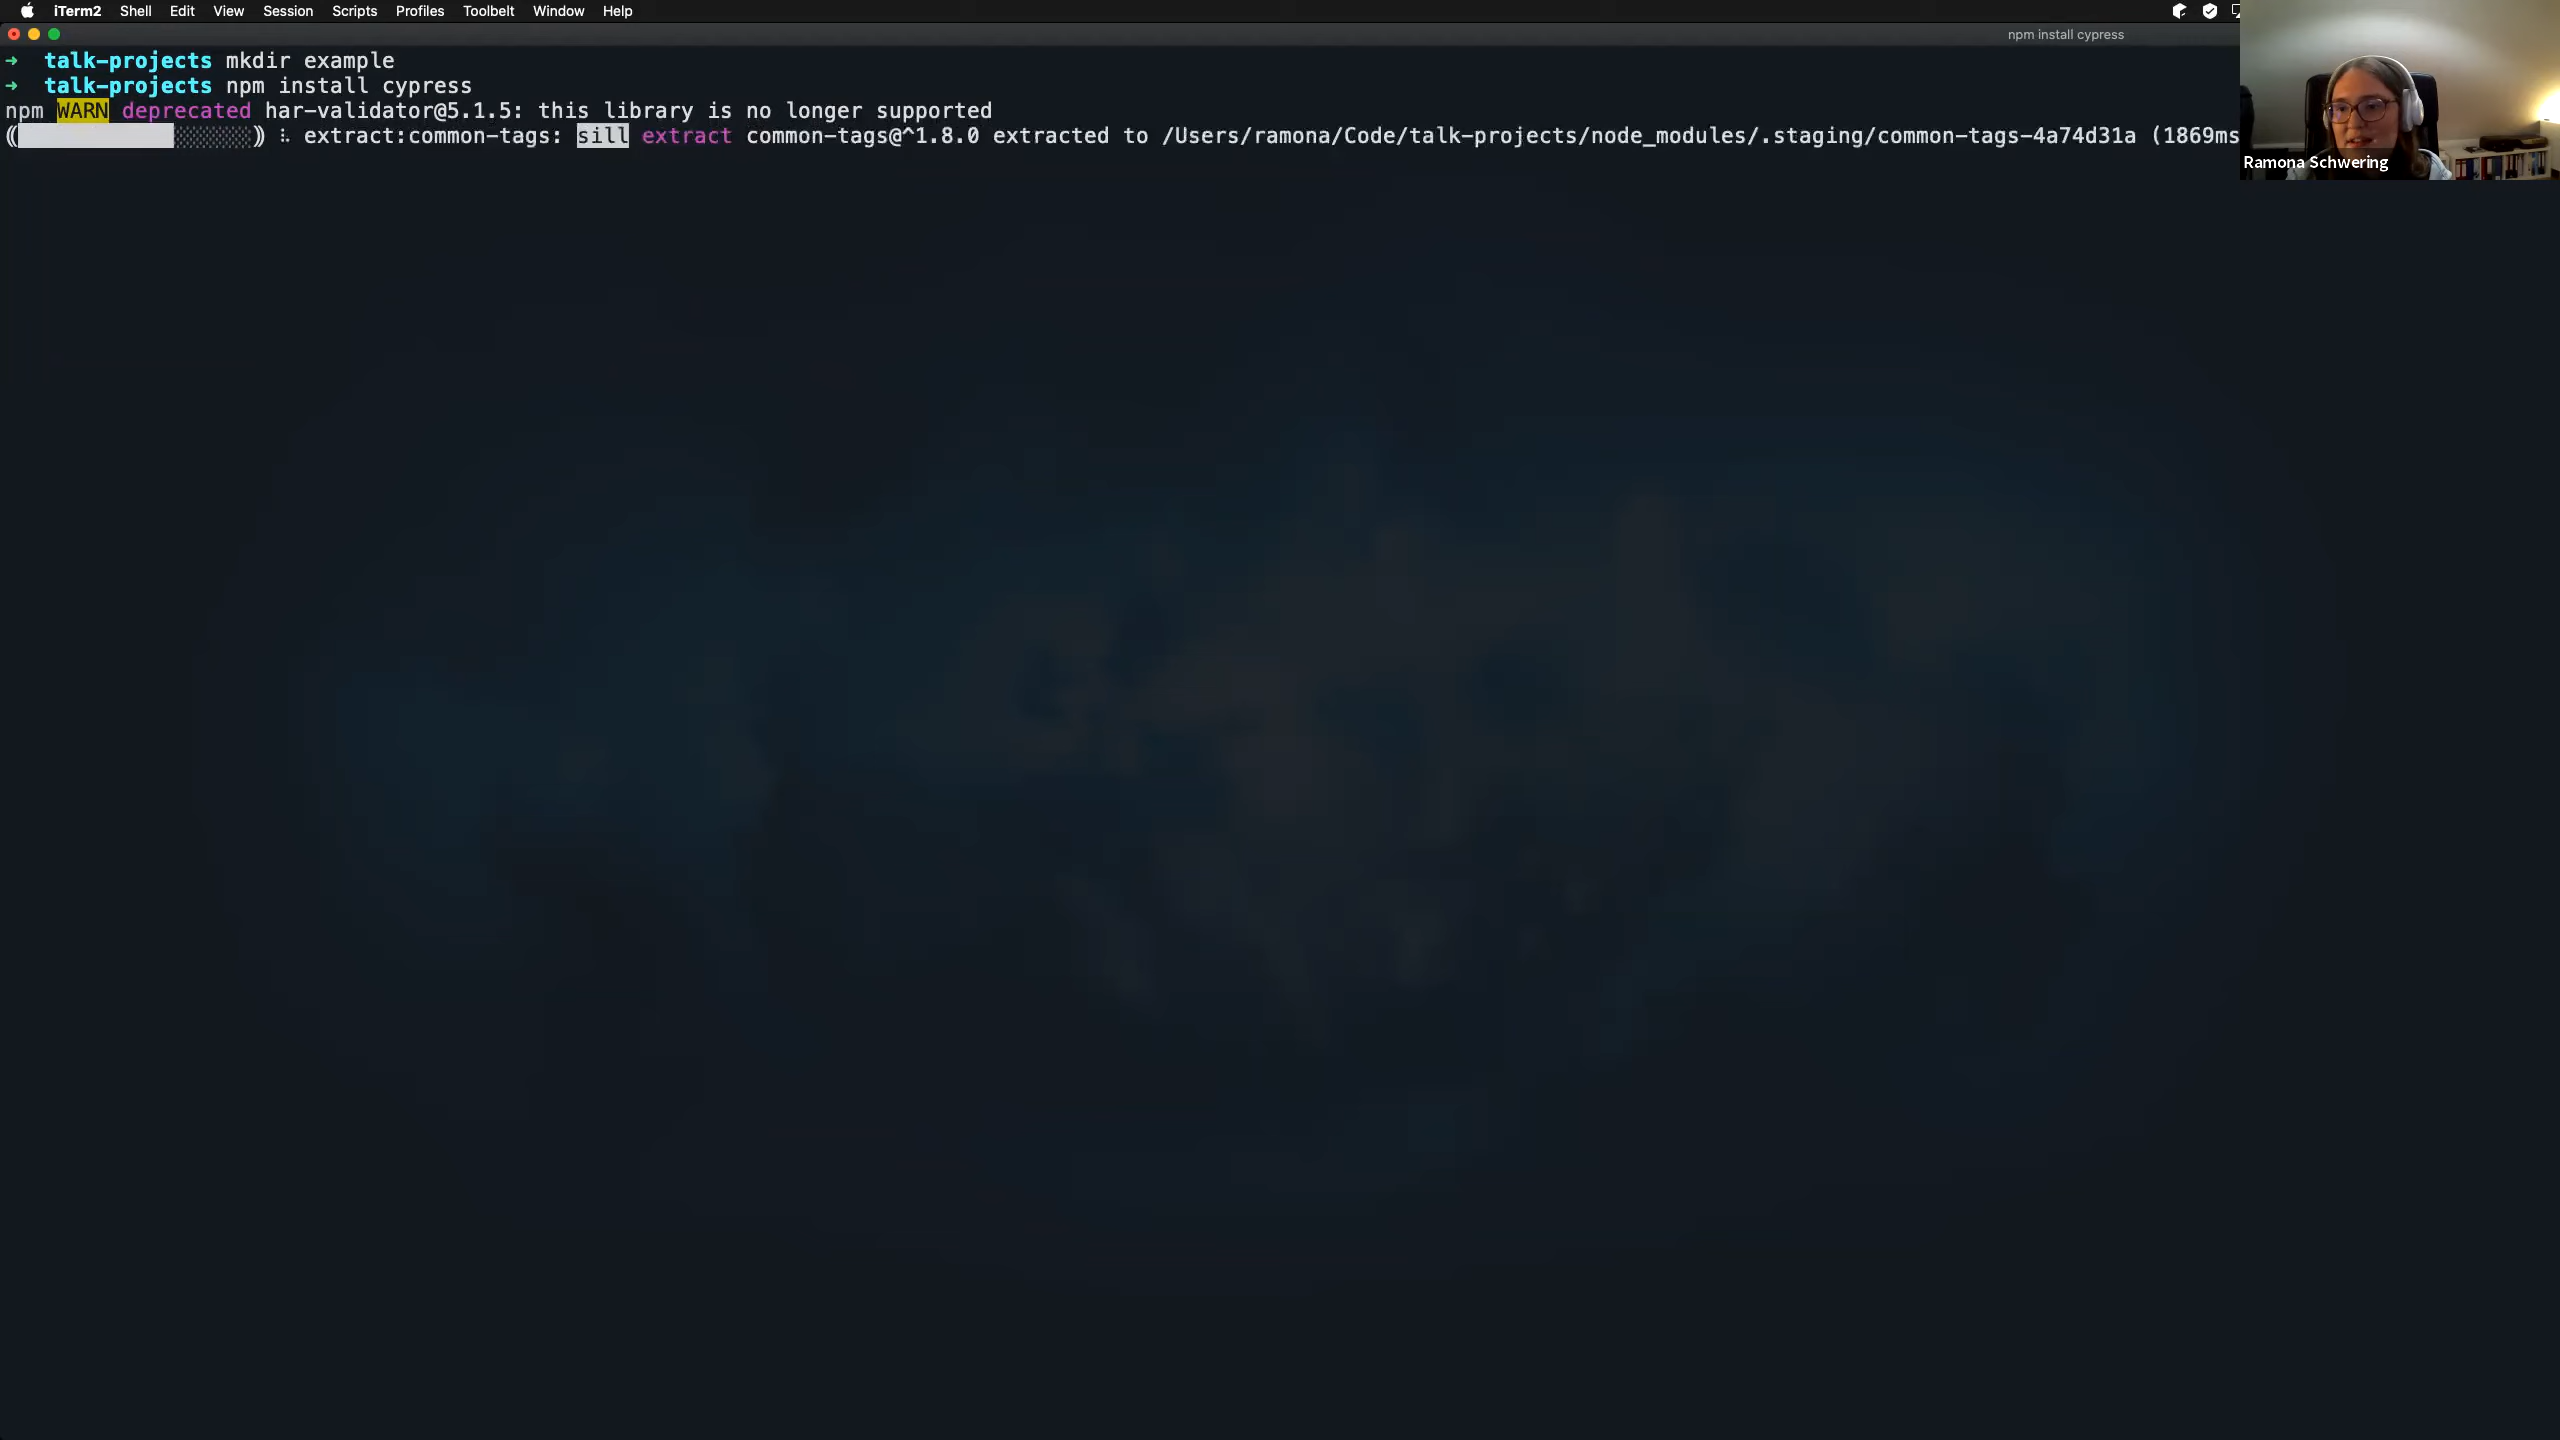 iTerm2 Shell Edit View Session Scripts Profiles Toolbelt Window Help
npm install cypress
➜ talk-projects mkdir example
➜ talk-projects npm install cypress
npm WARN deprecated har-validator@5.1.5: this library is no longer supported
(██████████░░░░░░) ⠧ extract:common-tags: sill extract common-tags@^1.8.0 extracted to /Users/ramona/Code/talk-projects/node_modules/.staging/common-tags-4a74d31a (1869ms
Ramona Schwering